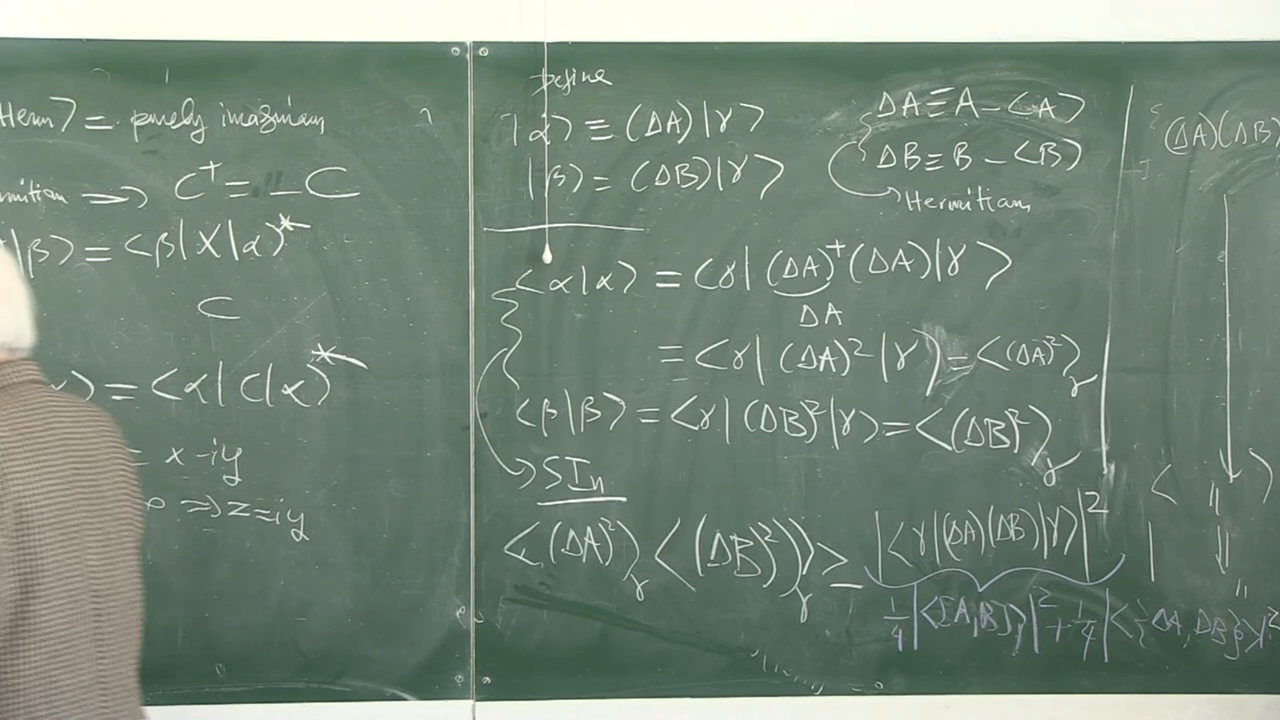 Herm⟩ = purely imaginary
⟹ C† = − C
|β⟩ = ⟨β|X|α⟩*
C
⟩ = ⟨α|C|α⟩*
= x − iy
⟹ z = iy
Define
|α⟩ ≡ (ΔA)|γ⟩
|β⟩ = (ΔB)|γ⟩
ΔA ≡ A − ⟨A⟩
ΔB ≡ B − ⟨B⟩
Hermitian
⟨α|α⟩ = ⟨γ|(ΔA)†(ΔA)|γ⟩
ΔA
= ⟨γ|(ΔA)²|γ⟩ = ⟨(ΔA)²⟩γ
⟨β|β⟩ = ⟨γ|(ΔB)²|γ⟩ = ⟨(ΔB)²⟩γ
SIn
⟨(ΔA)²⟩γ ⟨(ΔB)²⟩γ ≥ |⟨γ|(ΔA)(ΔB)|γ⟩|²
1/4 |⟨[A,B]⟩|² + 1/4 |⟨{ΔA, ΔB}⟩|²
(ΔA)(ΔB)